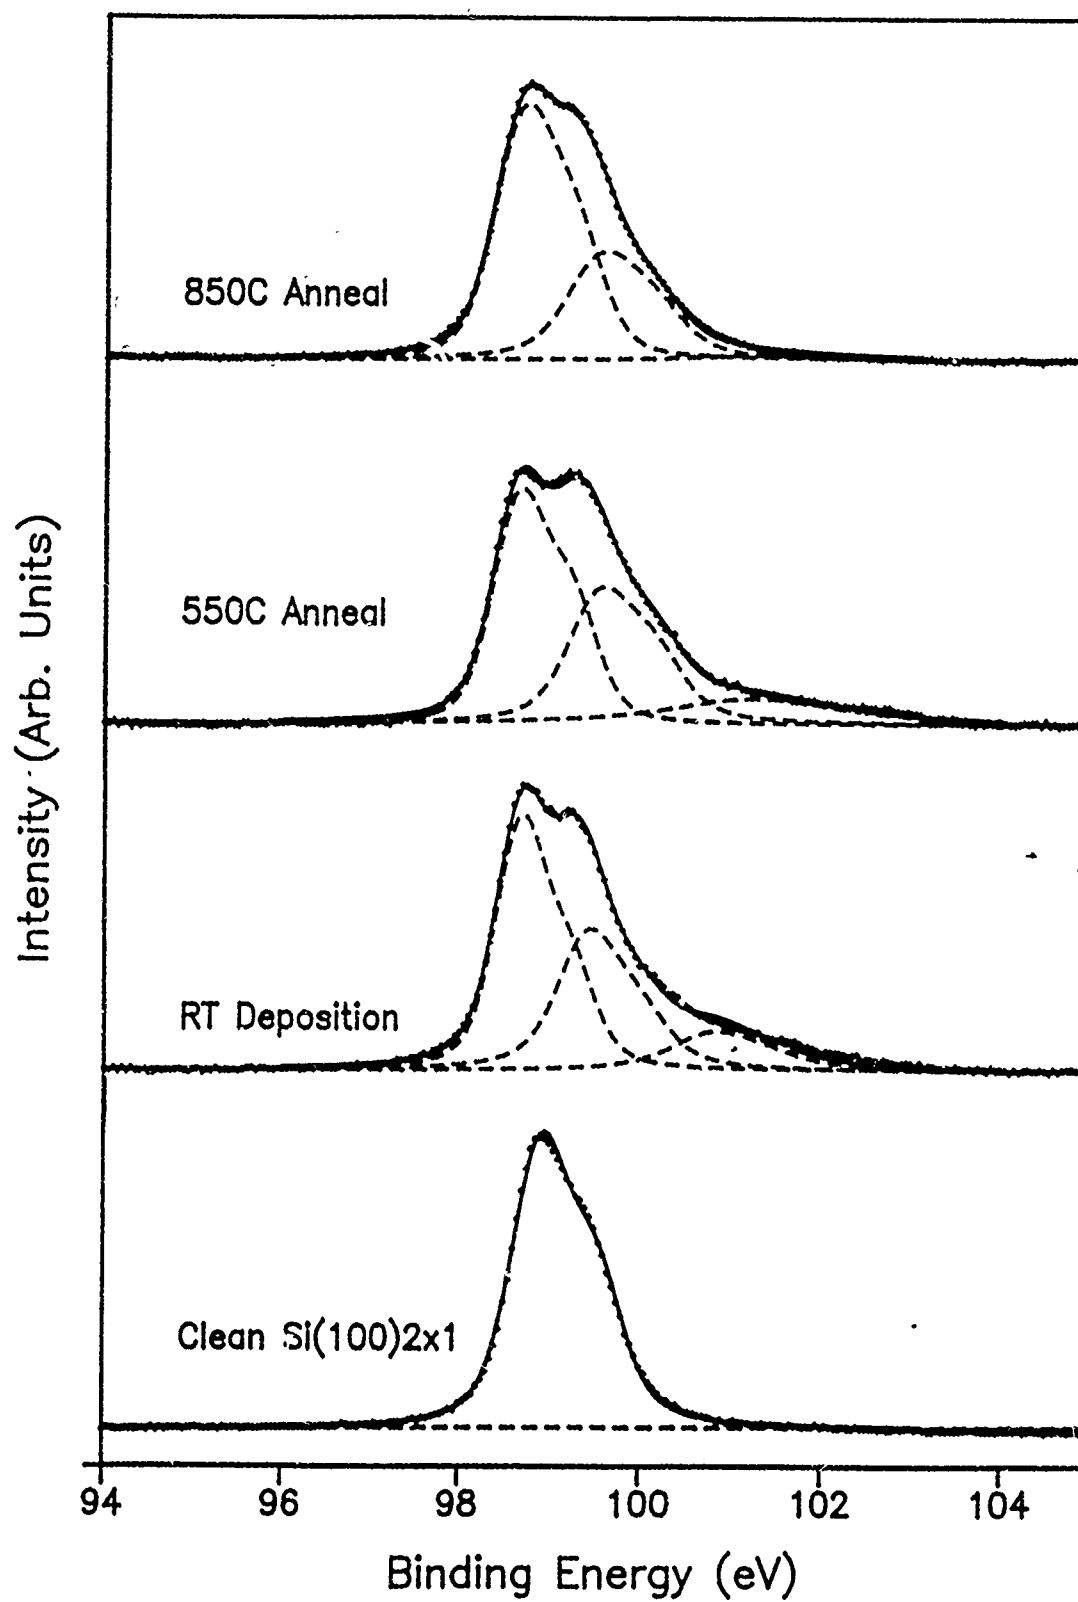 850C Anneal
550C Anneal
Intensity (Arb. Units)
RT Deposition
Clean Si(100)2x1
94 96 98 100 102 104
Binding Energy (eV)